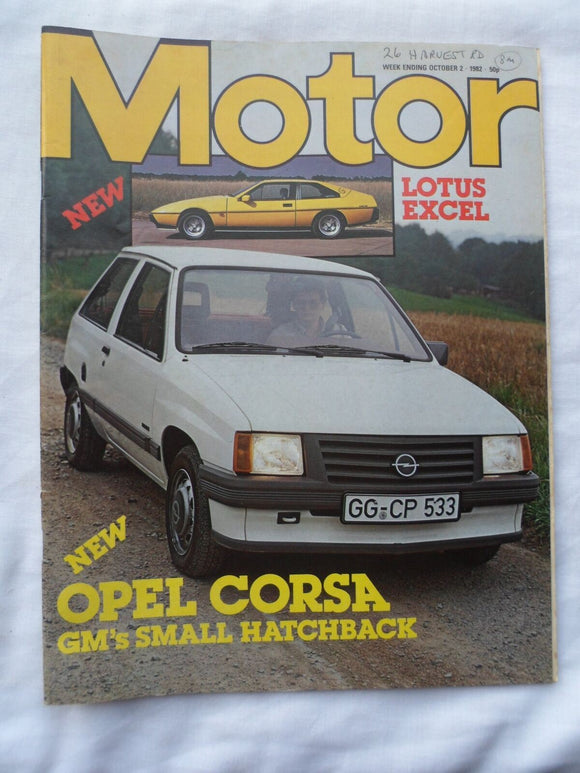 26 HARVEST RD
Motor
WEEK ENDING OCTOBER 2 · 1982 · 50p
NEW
LOTUS
EXCEL
GG-CP 533
NEW
OPEL CORSA
GM's SMALL HATCHBACK